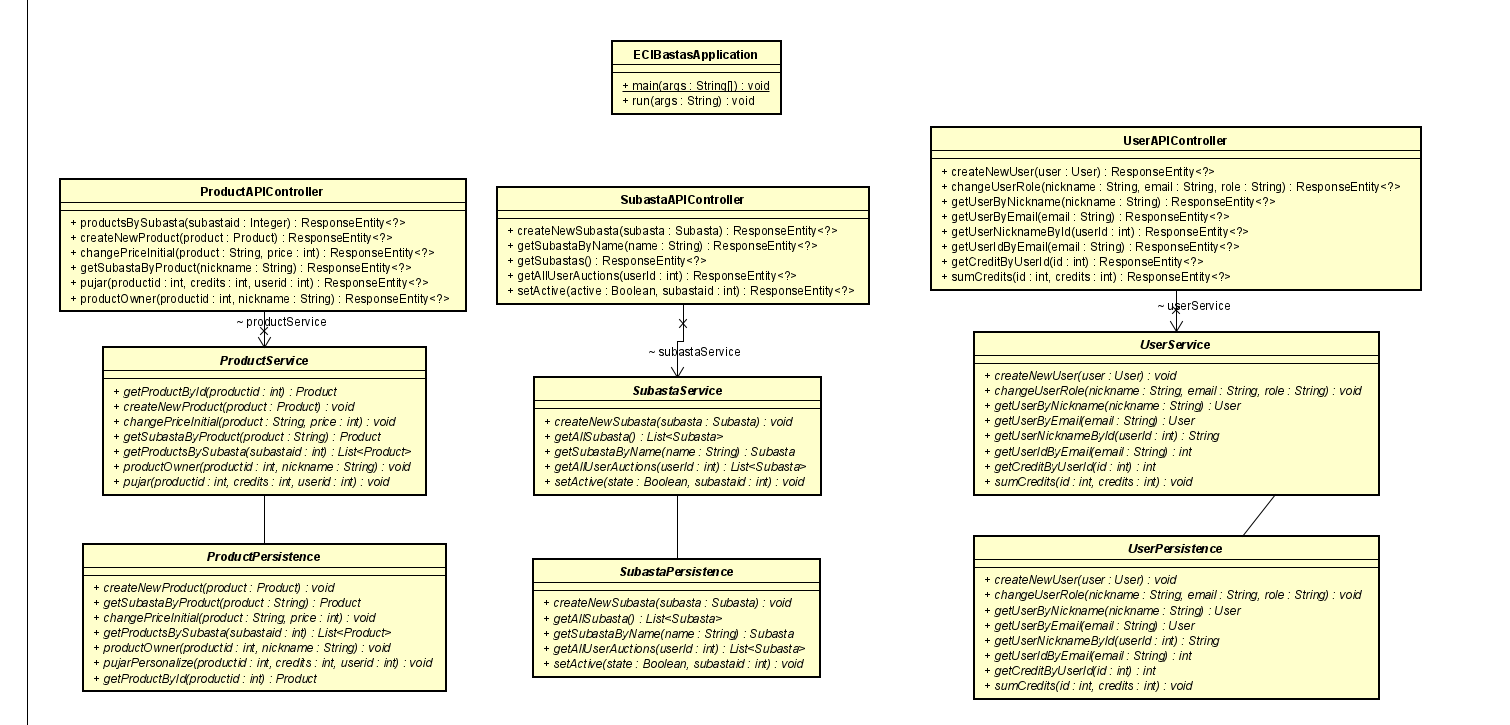 ECIBastasApplication
+ main(args : String[]) : void
+ run(args : String) : void
ProductAPIController
+ productsBySubasta(subastaid : Integer) : ResponseEntity<?>
+ createNewProduct(product : Product) : ResponseEntity<?>
+ changePriceInitial(product : String, price : int) : ResponseEntity<?>
+ getSubastaByProduct(nickname : String) : ResponseEntity<?>
+ pujar(productid : int, credits : int, userid : int) : ResponseEntity<?>
+ productOwner(productid : int, nickname : String) : ResponseEntity<?>
~ productService
ProductService
+ getProductById(productid : int) : Product
+ createNewProduct(product : Product) : void
+ changePriceInitial(product : String, price : int) : void
+ getSubastaByProduct(product : String) : Product
+ getProductsBySubasta(subastaid : int) : List<Product>
+ productOwner(productid : int, nickname : String) : void
+ pujar(productid : int, credits : int, userid : int) : void
ProductPersistence
+ createNewProduct(product : Product) : void
+ getSubastaByProduct(product : String) : Product
+ changePriceInitial(product : String, price : int) : void
+ getProductsBySubasta(subastaid : int) : List<Product>
+ productOwner(productid : int, nickname : String) : void
+ pujarPersonalize(productid : int, credits : int, userid : int) : void
+ getProductById(productid : int) : Product
SubastaAPIController
+ createNewSubasta(subasta : Subasta) : ResponseEntity<?>
+ getSubastaByName(name : String) : ResponseEntity<?>
+ getSubastas() : ResponseEntity<?>
+ getAllUserAuctions(userId : int) : ResponseEntity<?>
+ setActive(active : Boolean, subastaid : int) : ResponseEntity<?>
~ subastaService
SubastaService
+ createNewSubasta(subasta : Subasta) : void
+ getAllSubasta() : List<Subasta>
+ getSubastaByName(name : String) : Subasta
+ getAllUserAuctions(userId : int) : List<Subasta>
+ setActive(state : Boolean, subastaid : int) : void
SubastaPersistence
+ createNewSubasta(subasta : Subasta) : void
+ getAllSubasta() : List<Subasta>
+ getSubastaByName(name : String) : Subasta
+ getAllUserAuctions(userId : int) : List<Subasta>
+ setActive(state : Boolean, subastaid : int) : void
UserAPIController
+ createNewUser(user : User) : ResponseEntity<?>
+ changeUserRole(nickname : String, email : String, role : String) : ResponseEntity<?>
+ getUserByNickname(nickname : String) : ResponseEntity<?>
+ getUserByEmail(email : String) : ResponseEntity<?>
+ getUserNicknameById(userId : int) : ResponseEntity<?>
+ getUserIdByEmail(email : String) : ResponseEntity<?>
+ getCreditByUserId(id : int) : ResponseEntity<?>
+ sumCredits(id : int, credits : int) : ResponseEntity<?>
~ userService
UserService
+ createNewUser(user : User) : void
+ changeUserRole(nickname : String, email : String, role : String) : void
+ getUserByNickname(nickname : String) : User
+ getUserByEmail(email : String) : User
+ getUserNicknameById(userId : int) : String
+ getUserIdByEmail(email : String) : int
+ getCreditByUserId(id : int) : int
+ sumCredits(id : int, credits : int) : void
UserPersistence
+ createNewUser(user : User) : void
+ changeUserRole(nickname : String, email : String, role : String) : void
+ getUserByNickname(nickname : String) : User
+ getUserByEmail(email : String) : User
+ getUserNicknameById(userId : int) : String
+ getUserIdByEmail(email : String) : int
+ getCreditByUserId(id : int) : int
+ sumCredits(id : int, credits : int) : void